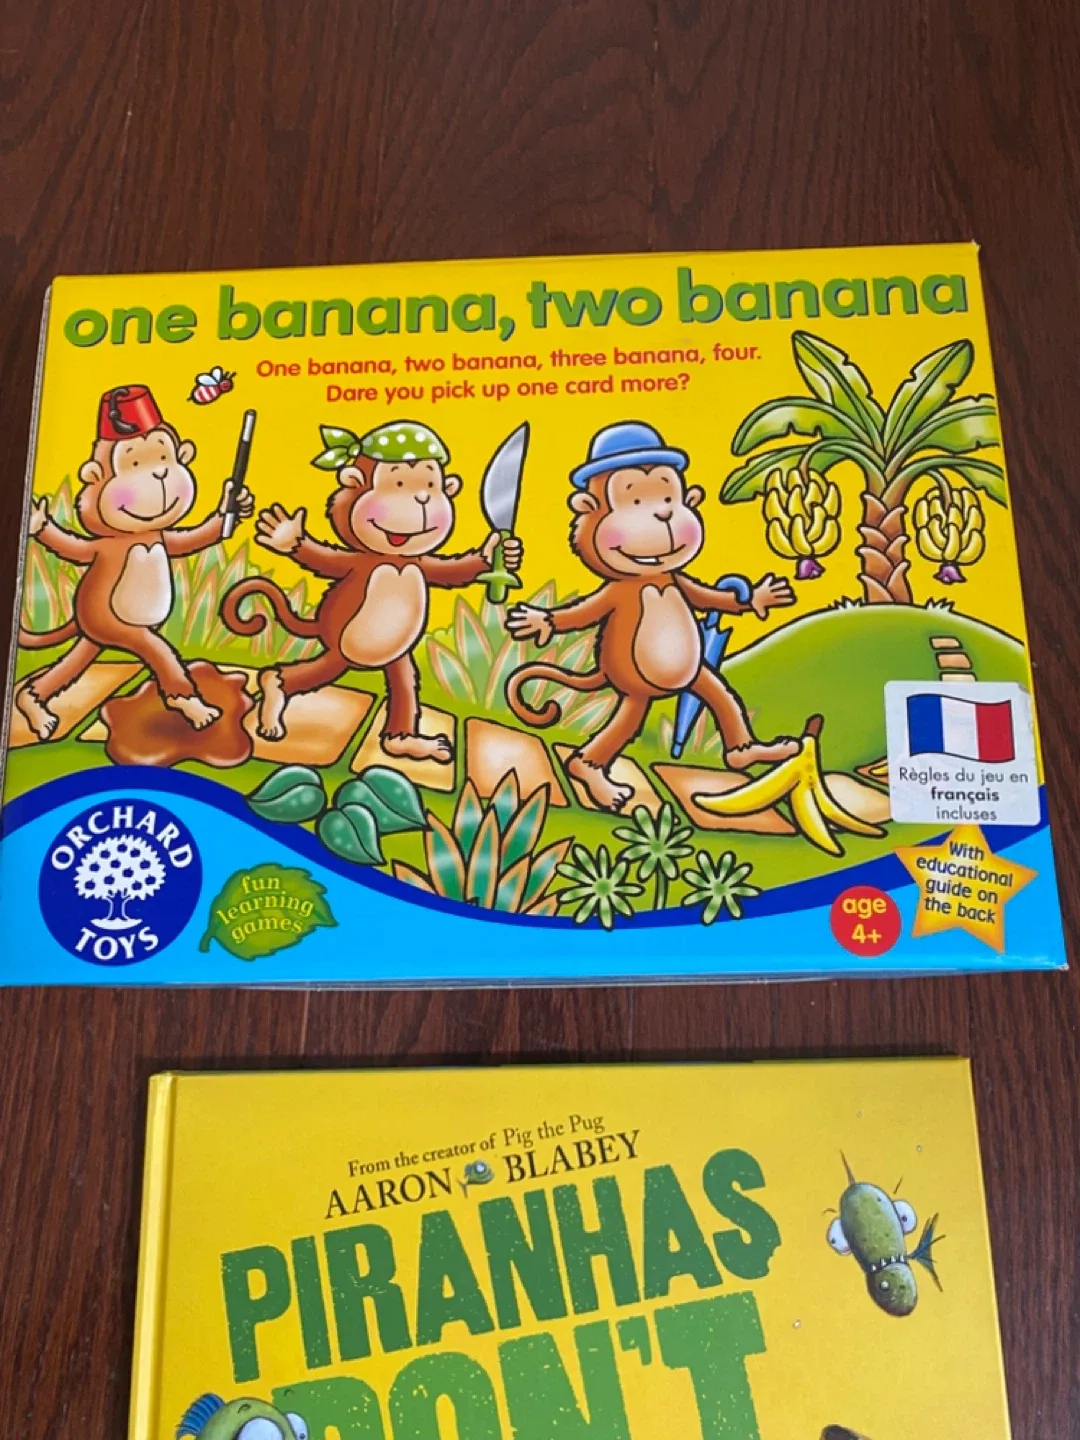 one banana, two banana
One banana, two banana, three banana, four.
Dare you pick up one card more?
Règles du jeu en
français
incluses
With
educational
guide on
the back
age
4+
ORCHARD
TOYS
fun
learning
games
From the creator of Pig the Pug
AARON BLABEY
PIRANHAS
DON'T